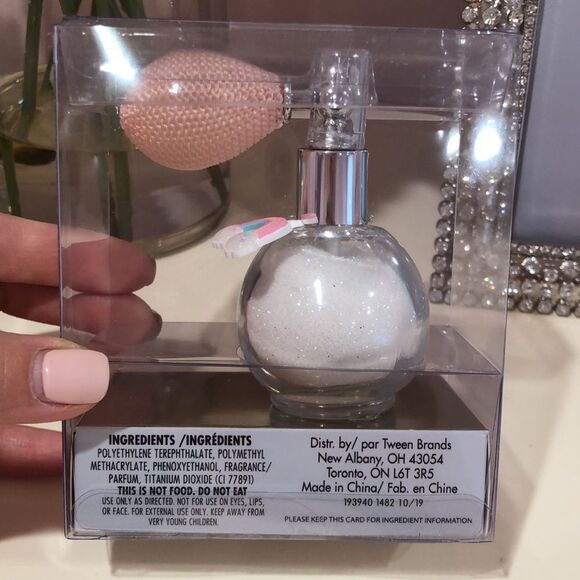 INGREDIENTS /INGRÉDIENTS
POLYETHYLENE TEREPHTHALATE, POLYMETHYL
METHACRYLATE, PHENOXYETHANOL, FRAGRANCE/
PARFUM, TITANIUM DIOXIDE (CI 77891)
THIS IS NOT FOOD. DO NOT EAT
USE ONLY AS DIRECTED. NOT FOR USE ON EYES, LIPS,
OR FACE. FOR EXTERNAL USE ONLY. KEEP AWAY FROM
VERY YOUNG CHILDREN.
Distr. by/ par Tween Brands
New Albany, OH 43054
Toronto, ON L6T 3R5
Made in China/ Fab. en Chine
193940 1482 10/19
PLEASE KEEP THIS CARD FOR INGREDIENT INFORMATION